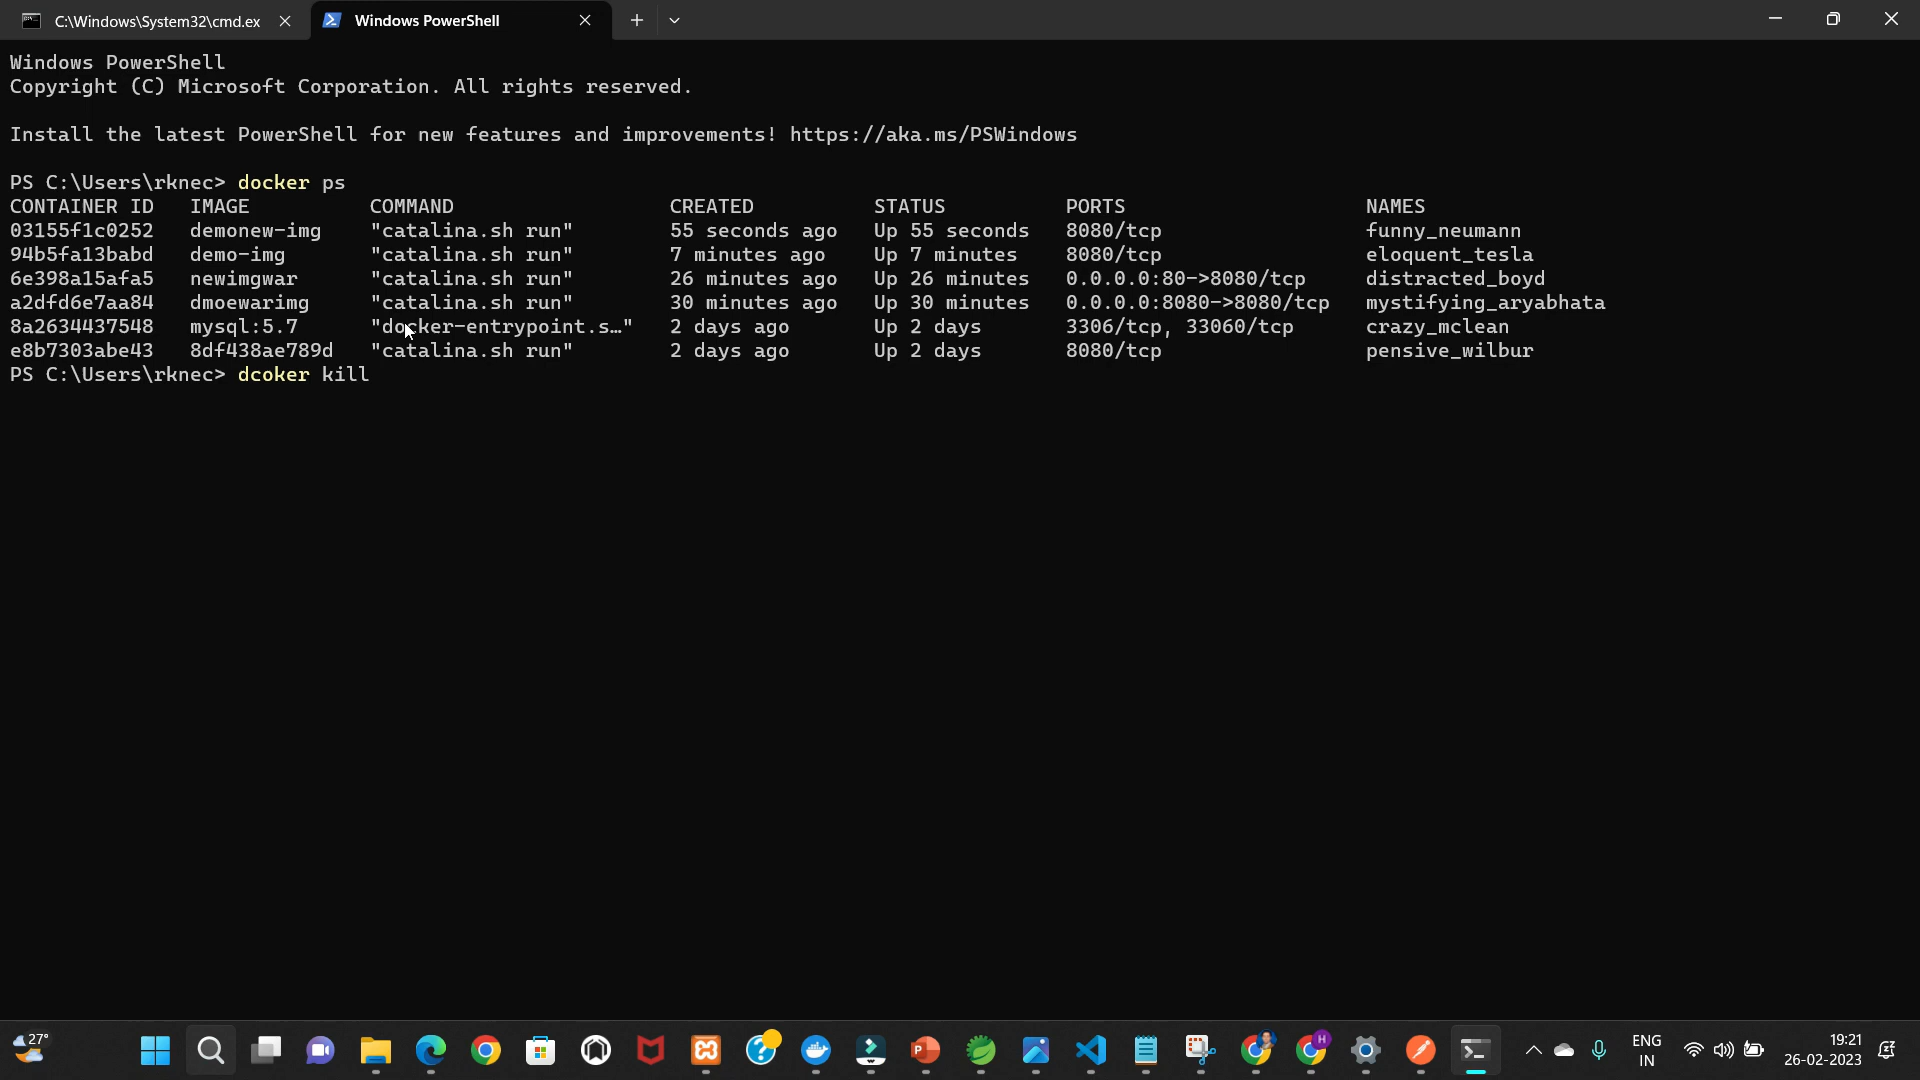 C:\Windows\System32\cmd.ex
Windows PowerShell
Windows PowerShell
Copyright (C) Microsoft Corporation. All rights reserved.
Install the latest PowerShell for new features and improvements! https://aka.ms/PSWindows
PS C:\Users\rknec> docker ps
CONTAINER ID IMAGE COMMAND CREATED STATUS PORTS NAMES
03155f1c0252 demonew-img "catalina.sh run" 55 seconds ago Up 55 seconds 8080/tcp funny_neumann
94b5fa13babd demo-img "catalina.sh run" 7 minutes ago Up 7 minutes 8080/tcp eloquent_tesla
6e398a15afa5 newimgwar "catalina.sh run" 26 minutes ago Up 26 minutes 0.0.0.0:80->8080/tcp distracted_boyd
a2dfd6e7aa84 dmoewarimg "catalina.sh run" 30 minutes ago Up 30 minutes 0.0.0.0:8080->8080/tcp mystifying_aryabhata
8a2634437548 mysql:5.7 "docker-entrypoint.s…" 2 days ago Up 2 days 3306/tcp, 33060/tcp crazy_mclean
e8b7303abe43 8df438ae789d "catalina.sh run" 2 days ago Up 2 days 8080/tcp pensive_wilbur
PS C:\Users\rknec> dcoker kill
27°
P
H
ENG
IN
19:21
26-02-2023